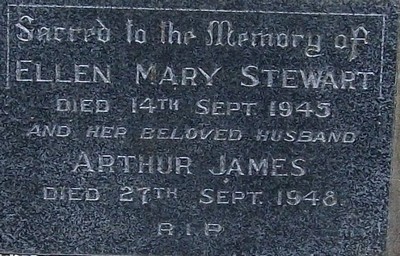 Sacred to the Memory of
ELLEN MARY STEWART
DIED 14TH SEPT. 1945
AND HER BELOVED HUSBAND
ARTHUR JAMES
DIED 27TH SEPT. 1948.
R.I.P.